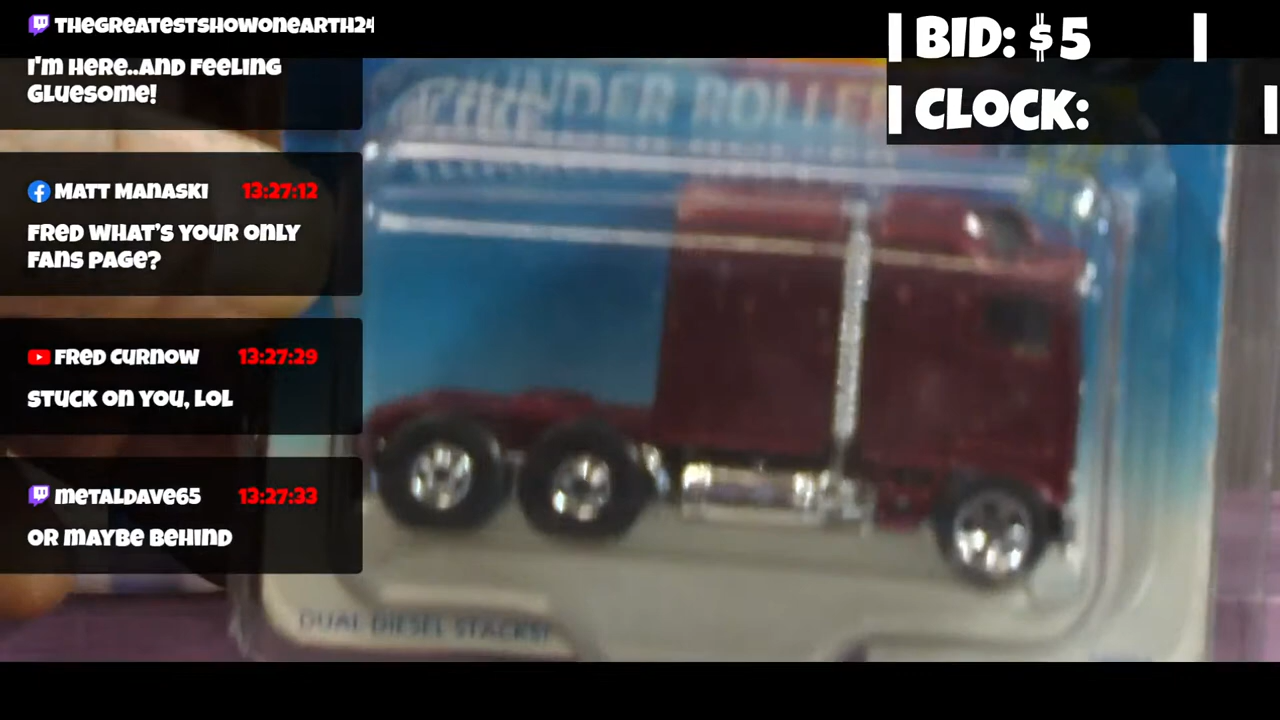 THEGREATESTSHOWONEARTH24
I'M HERE..AND FEELING
GLUESOME!
MATT MANASKI 13:27:12
FRED WHAT'S YOUR ONLY
FANS PAGE?
FRED CURNOW 13:27:29
STUCK ON YOU, LOL
METALDAVE65 13:27:33
OR MAYBE BEHIND
| BID: $5 |
| CLOCK: |
THUNDER ROLLER
DUAL DIESEL STACKS!